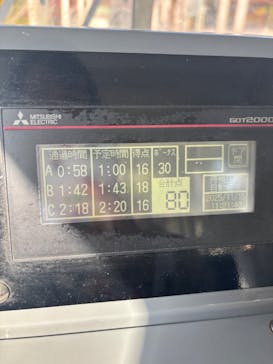 MITSUBISHI
ELECTRIC
GOT2000
通過時間 予定時間 得点 ボーナス
A 0:58 1:00 16 30
B 1:42 1:43 18
C 2:18 2:20 16
合計点
80